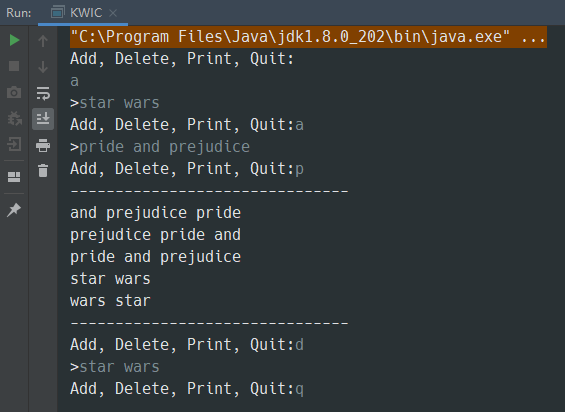 Run: KWIC
"C:\Program Files\Java\jdk1.8.0_202\bin\java.exe" ...
Add, Delete, Print, Quit:
a
>star wars
Add, Delete, Print, Quit:a
>pride and prejudice
Add, Delete, Print, Quit:p
-------------------------------
and prejudice pride
prejudice pride and
pride and prejudice
star wars
wars star
-------------------------------
Add, Delete, Print, Quit:d
>star wars
Add, Delete, Print, Quit:q